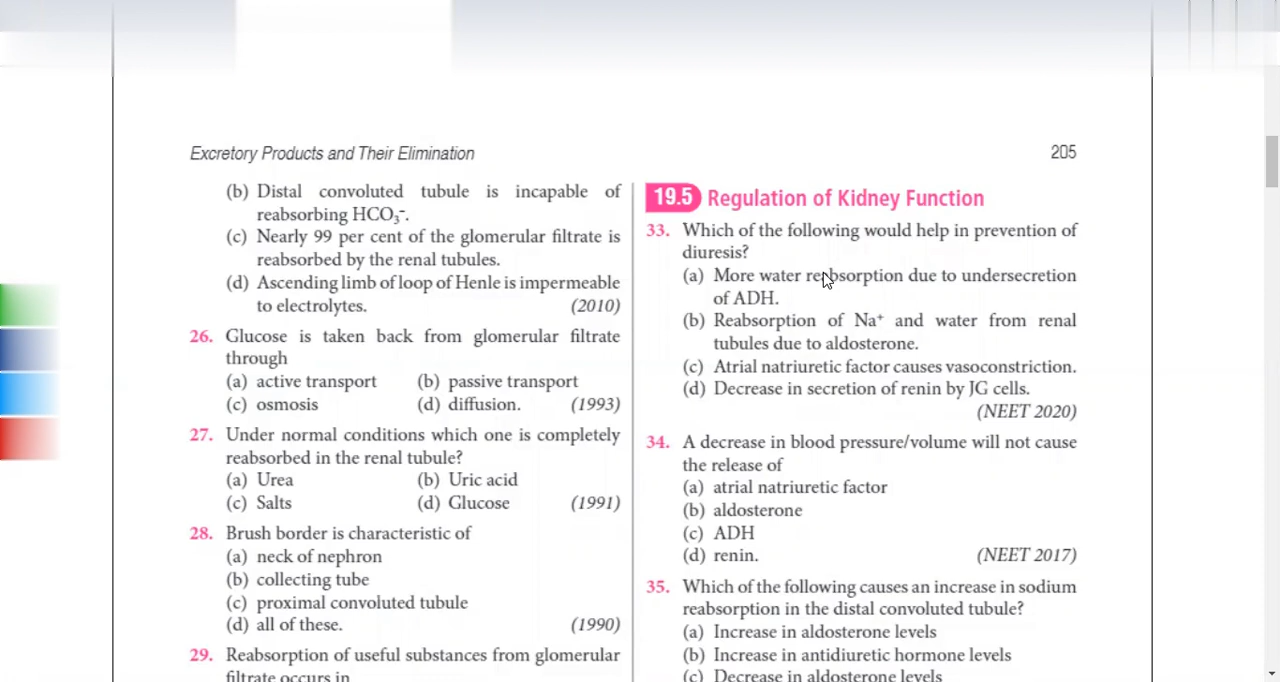 Excretory Products and Their Elimination
205
(b) Distal convoluted tubule is incapable of
reabsorbing HCO₃⁻.
(c) Nearly 99 per cent of the glomerular filtrate is
reabsorbed by the renal tubules.
(d) Ascending limb of loop of Henle is impermeable
to electrolytes. (2010)
26. Glucose is taken back from glomerular filtrate
through
(a) active transport (b) passive transport
(c) osmosis (d) diffusion. (1993)
27. Under normal conditions which one is completely
reabsorbed in the renal tubule?
(a) Urea (b) Uric acid
(c) Salts (d) Glucose (1991)
28. Brush border is characteristic of
(a) neck of nephron
(b) collecting tube
(c) proximal convoluted tubule
(d) all of these. (1990)
29. Reabsorption of useful substances from glomerular
filtrate occurs in
19.5 Regulation of Kidney Function
33. Which of the following would help in prevention of
diuresis?
(a) More water reabsorption due to undersecretion
of ADH.
(b) Reabsorption of Na⁺ and water from renal
tubules due to aldosterone.
(c) Atrial natriuretic factor causes vasoconstriction.
(d) Decrease in secretion of renin by JG cells.
(NEET 2020)
34. A decrease in blood pressure/volume will not cause
the release of
(a) atrial natriuretic factor
(b) aldosterone
(c) ADH
(d) renin. (NEET 2017)
35. Which of the following causes an increase in sodium
reabsorption in the distal convoluted tubule?
(a) Increase in aldosterone levels
(b) Increase in antidiuretic hormone levels
(c) Decrease in aldosterone levels